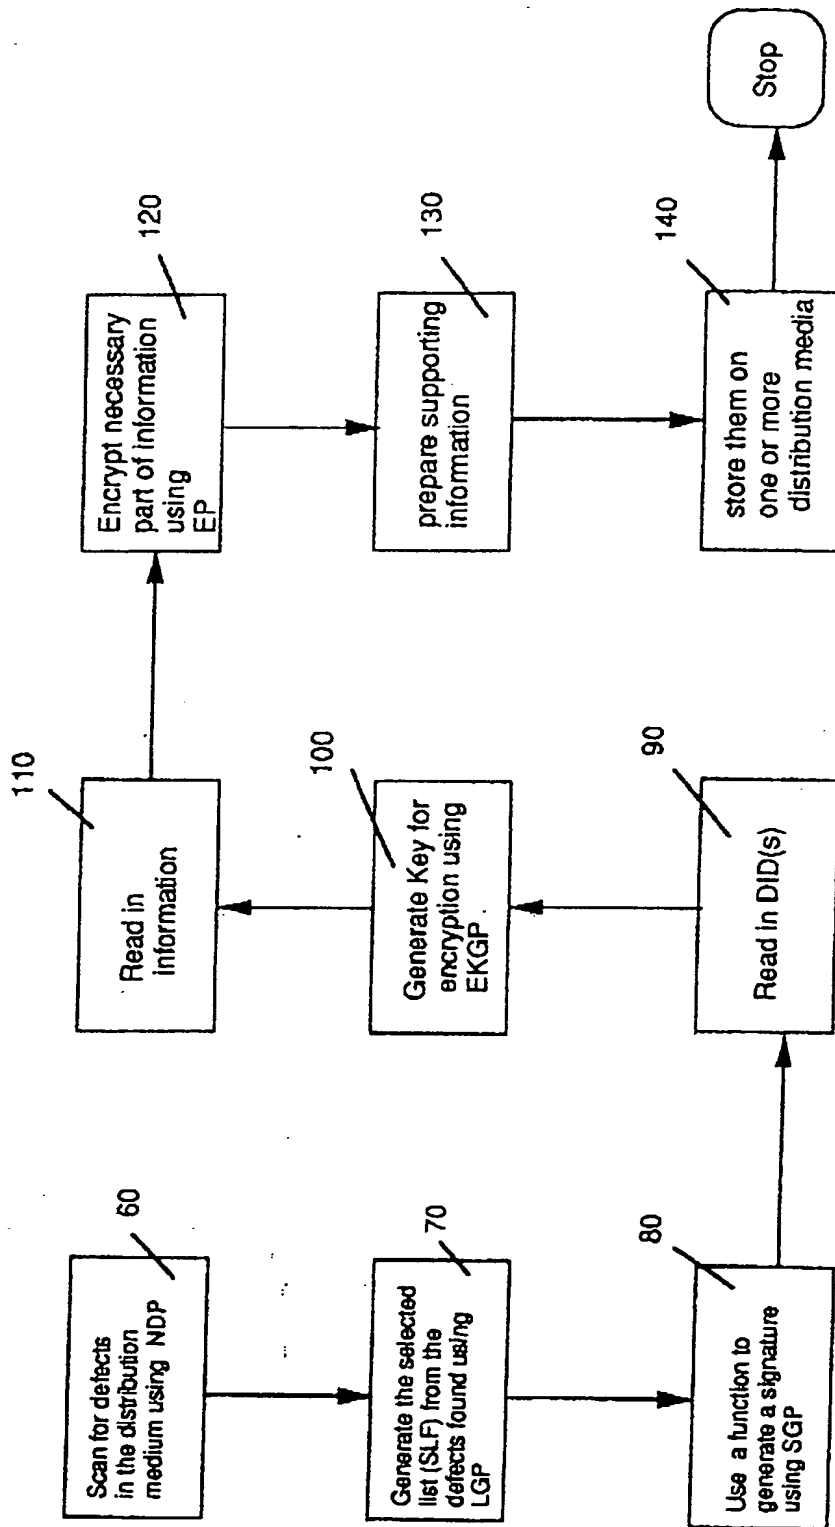 60
Scan for defects
in the distribution
medium using NDP
70
Generate the selected
list (SLF) from the
defects found using
LGP
80
Use a function to
generate a signature
using SGP
90
Read in DID(s)
100
Generate Key for
encryption using
EKGP.
110
Read in
information
120
Encrypt necessary
part of information
using
EP
130
prepare supporting
information
140
store them on
one or more
distribution media
Stop